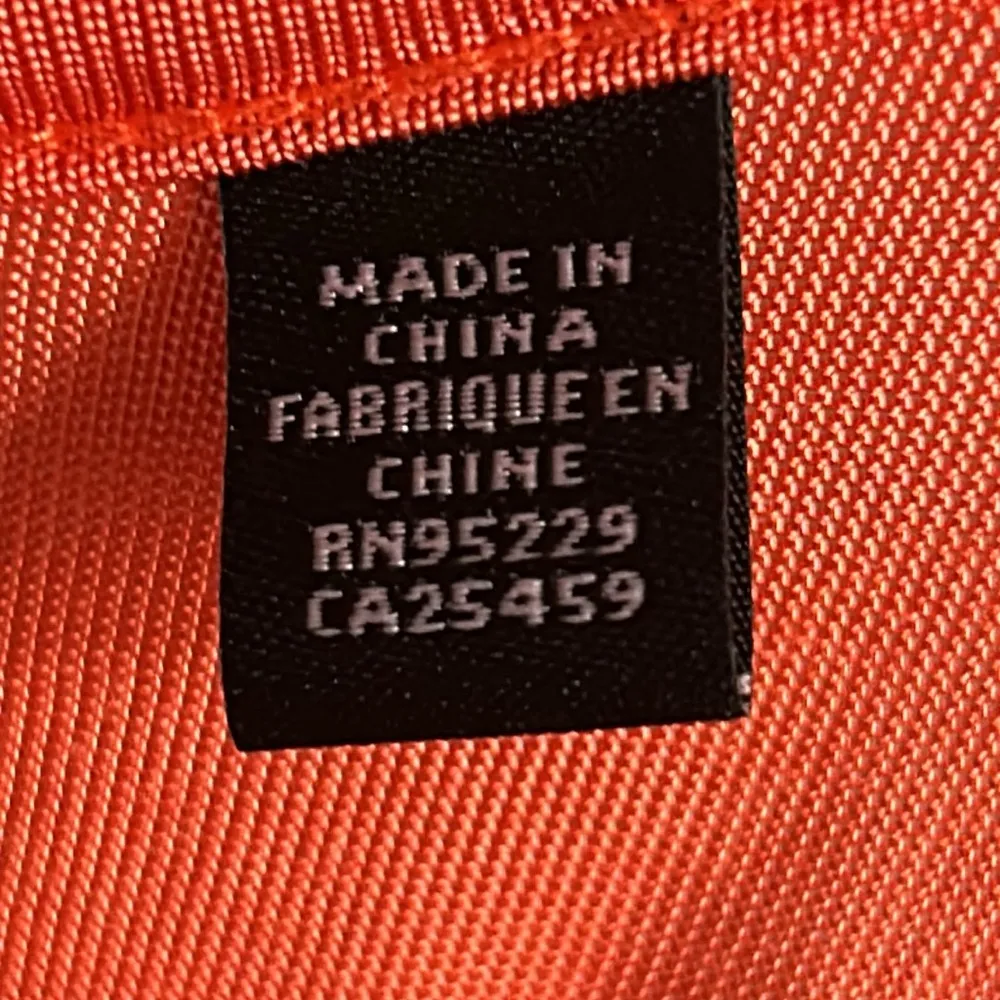 MADE IN
CHINA
FABRIQUE EN
CHINE
RN95229
CA25459